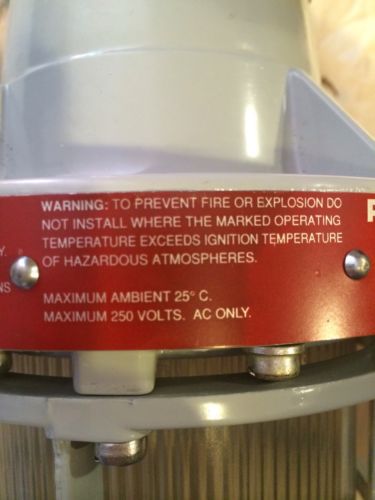 WARNING: TO PREVENT FIRE OR EXPLOSION DO
NOT INSTALL WHERE THE MARKED OPERATING
TEMPERATURE EXCEEDS IGNITION TEMPERATURE
OF HAZARDOUS ATMOSPHERES.
MAXIMUM AMBIENT 25° C.
MAXIMUM 250 VOLTS. AC ONLY.